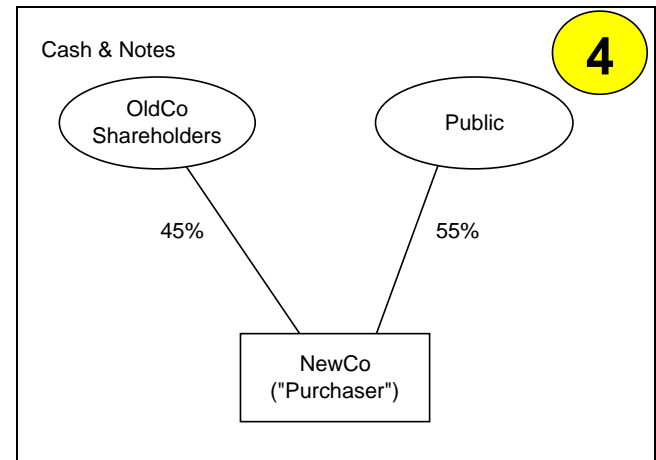 Cash & Notes
4
OldCo
Shareholders
Public
45%
55%
NewCo
("Purchaser")